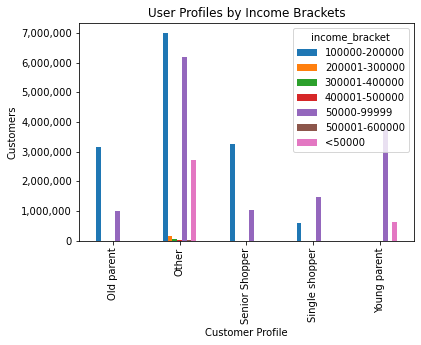 User Profiles by Income Brackets
7,000,000
6,000,000
5,000,000
4,000,000
3,000,000
2,000,000
1,000,000
0
Customers
income_bracket
100000-200000
200001-300000
300001-400000
400001-500000
50000-99999
500001-600000
<50000
Old parent
Other
Senior Shopper
Single shopper
Young parent
Customer Profile